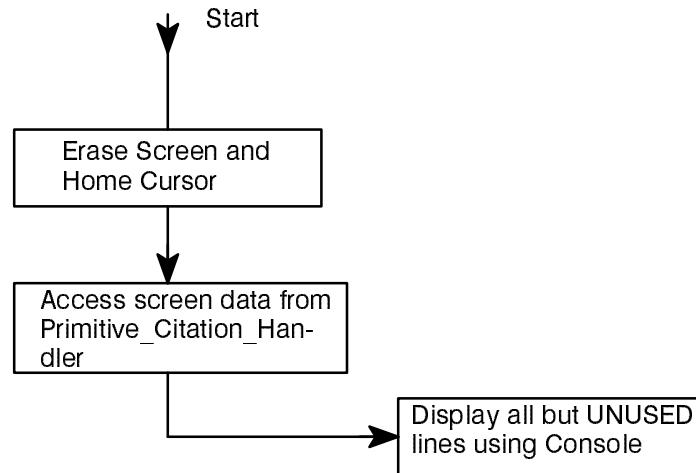 Start
Erase Screen and
Home Cursor
Access screen data from
Primitive_Citation_Han-
dler
Display all but UNUSED
lines using Console